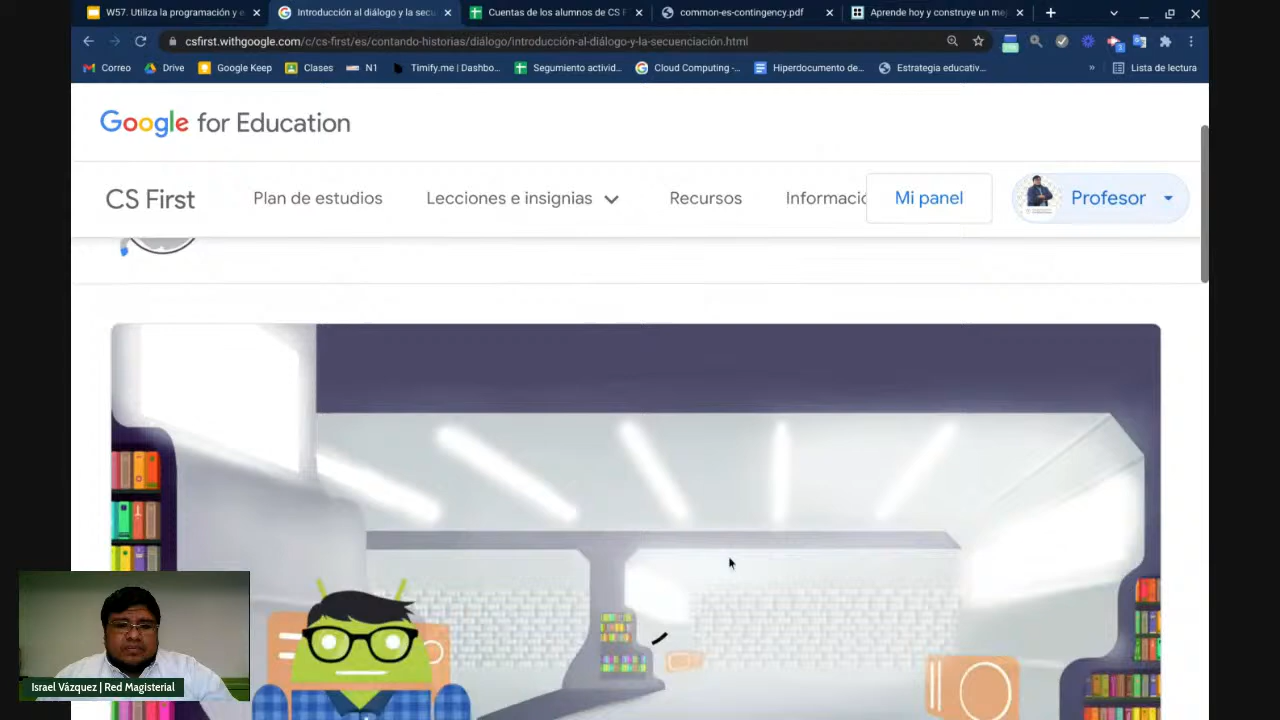 W57. Utiliza la programación y e
Introducción al diálogo y la secu
Cuentas de los alumnos de CS F
common-es-contingency.pdf
Aprende hoy y construye un me
csfirst.withgoogle.com/c/cs-first/es/contando-historias/diálogo/introducción-al-diálogo-y-la-secuenciación.html
Correo Drive Google Keep Clases N1 Timify.me | Dashbo... Segumiento activid... Cloud Computing -... Hiperdocumento de... Estrategia educativ... » Lista de lectura
Google for Education
CS First Plan de estudios Lecciones e insignias Recursos Informació Mi panel Profesor
Israel Vázquez | Red Magisterial